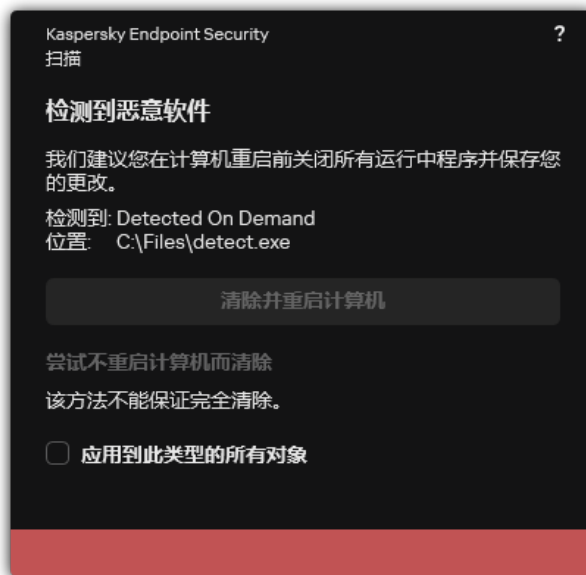 Kaspersky Endpoint Security
?
扫描
检测到恶意软件
我们建议您在计算机重启前关闭所有运行中程序并保存您
的更改。
检测到: Detected On Demand
位置: C:\Files\detect.exe
清除并重启计算机
尝试不重启计算机而清除
该方法不能保证完全清除。
应用到此类型的所有对象